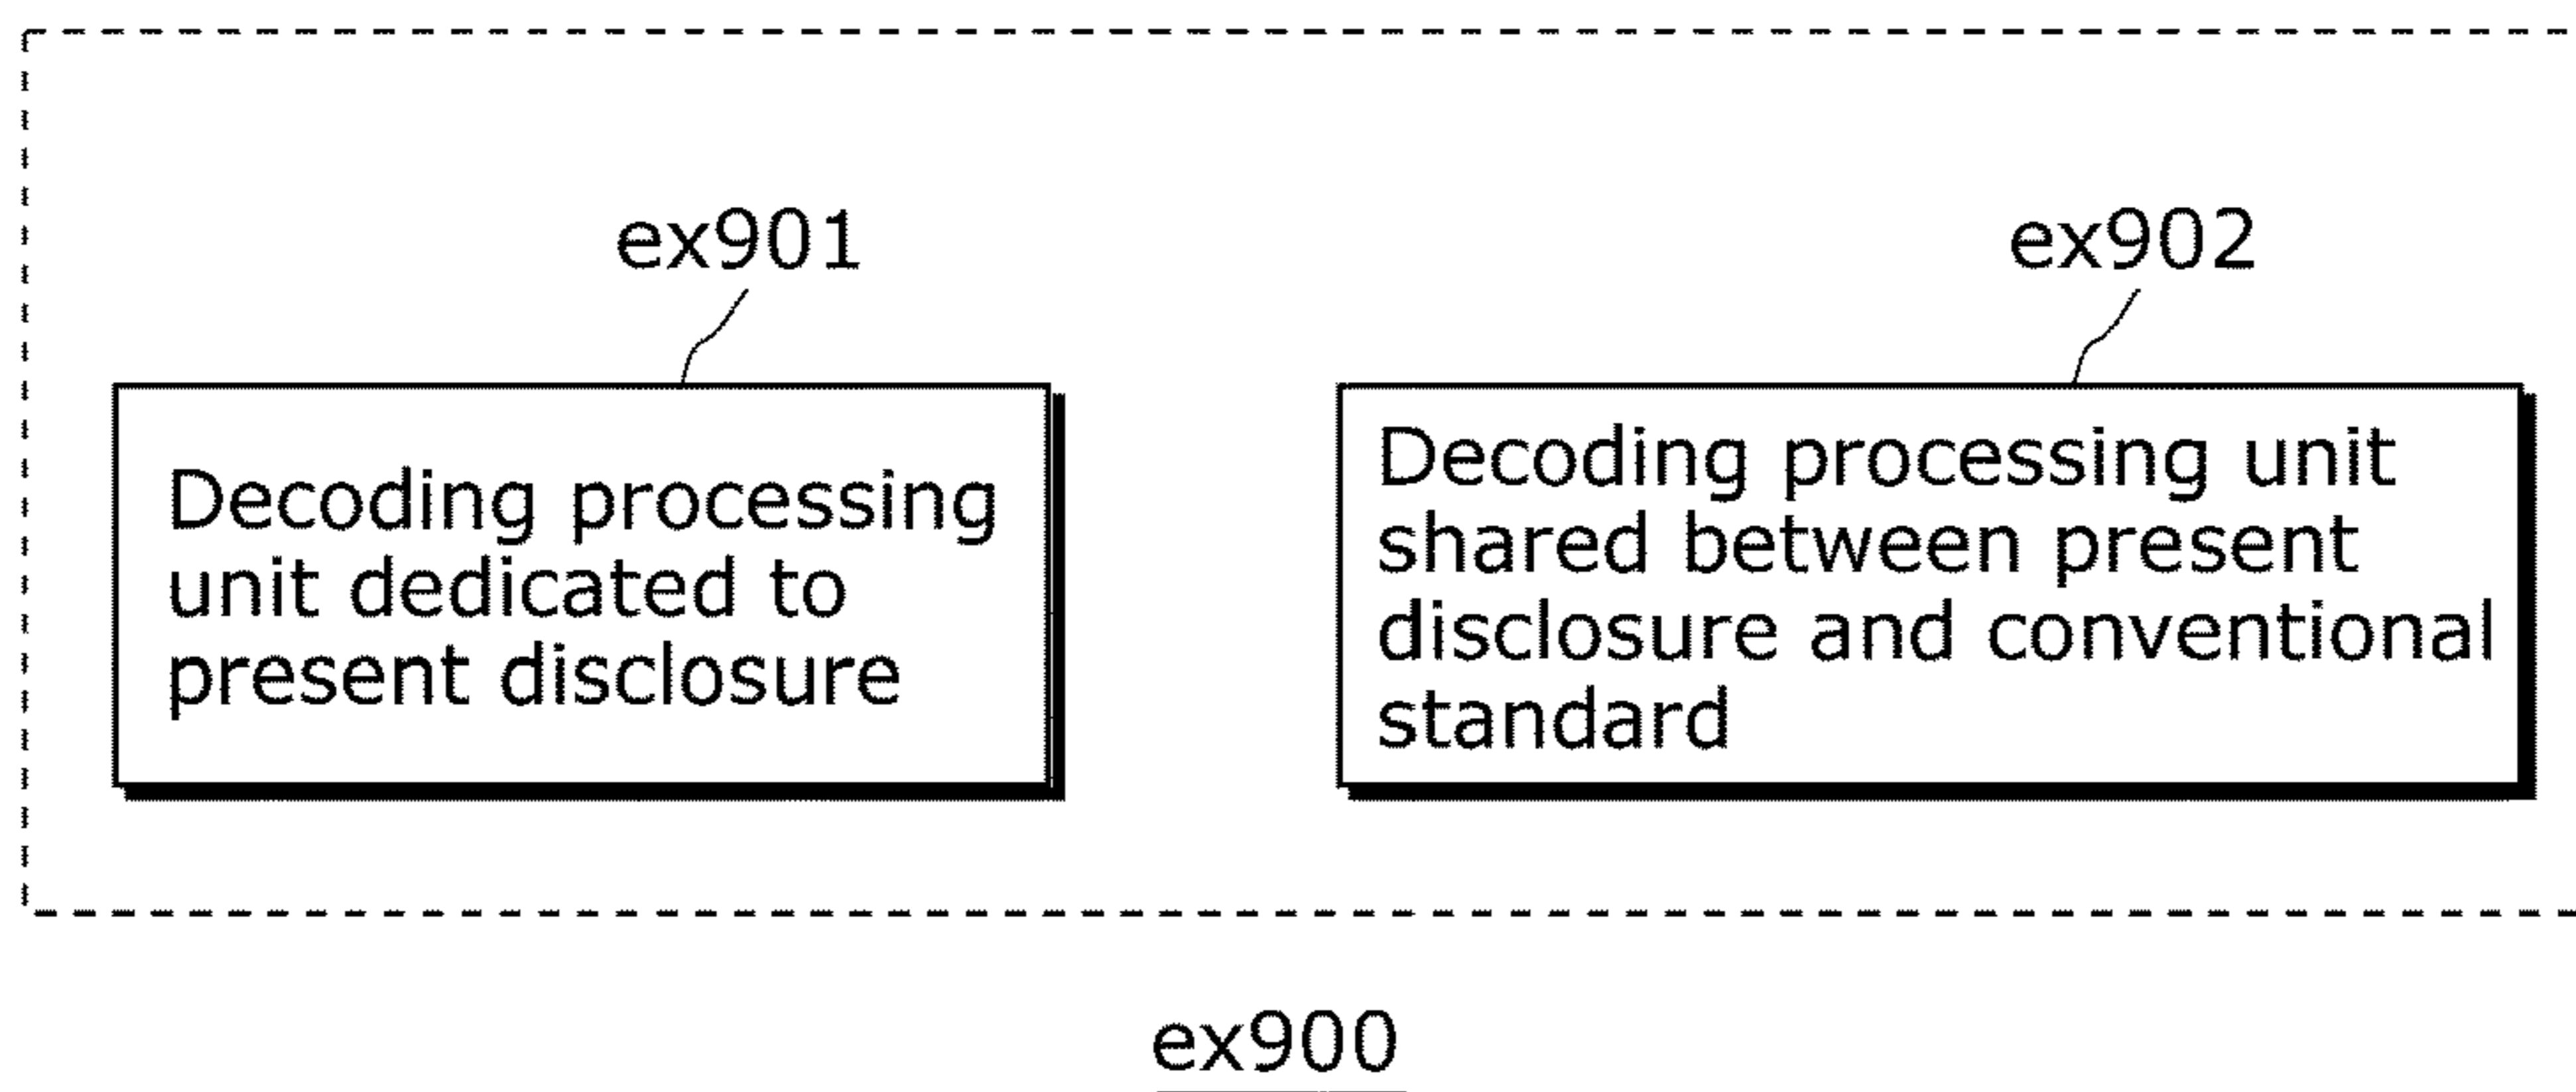 ex901
ex902
Decoding processing
unit dedicated to
present disclosure
Decoding processing unit
shared between present
disclosure and conventional
standard
ex900